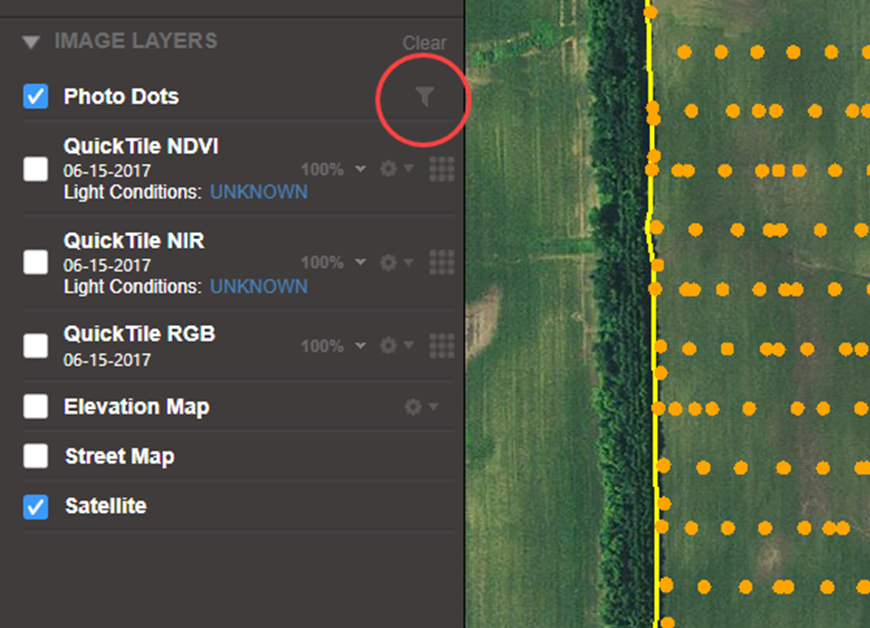 IMAGE LAYERS
Clear
Photo Dots
QuickTile NDVI
06-15-2017
100%
Light Conditions: UNKNOWN
QuickTile NIR
06-15-2017
100%
Light Conditions: UNKNOWN
QuickTile RGB
100%
06-15-2017
Elevation Map
Street Map
Satellite